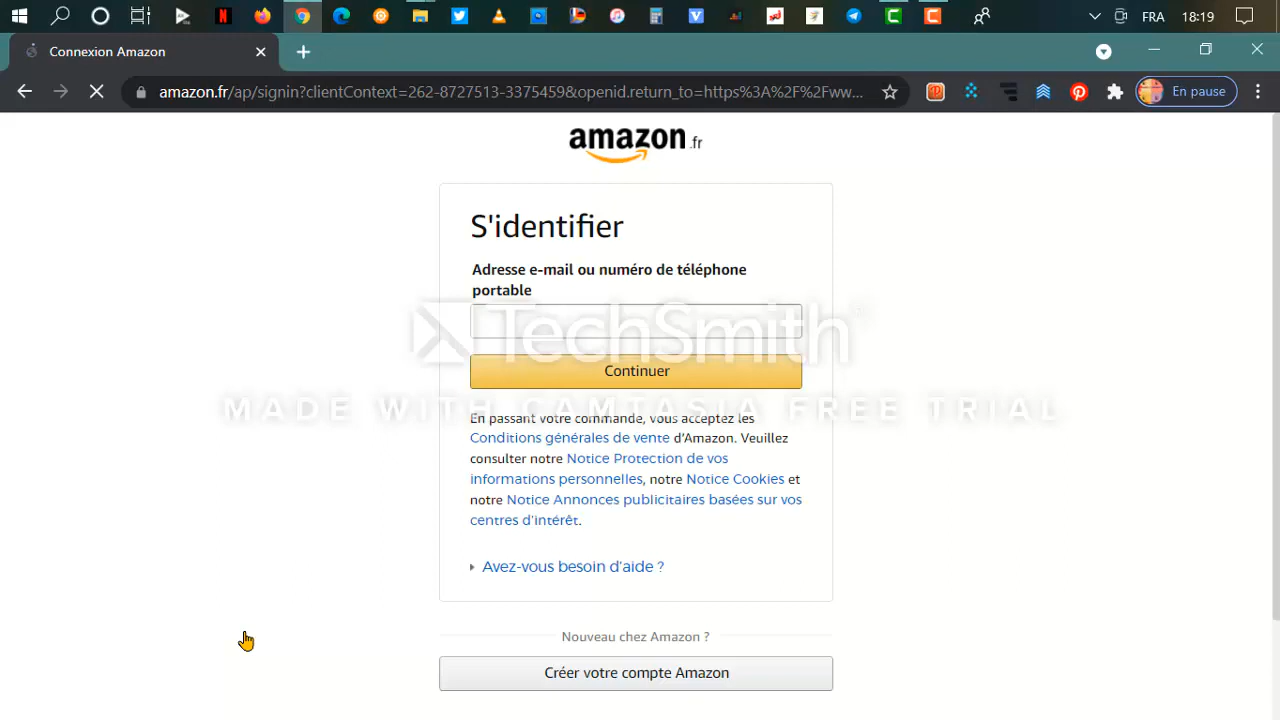 FRA 18:19
Connexion Amazon
amazon.fr/ap/signin?clientContext=262-8727513-3375459&openid.return_to=https%3A%2F%2Fww...
En pause
amazon.fr
S'identifier
Adresse e-mail ou numéro de téléphone
portable
TechSmith
Continuer
MADE WITH CAMTASIA FREE TRIAL
En passant votre commande, vous acceptez les
Conditions générales de vente d'Amazon. Veuillez
consulter notre Notice Protection de vos
informations personnelles, notre Notice Cookies et
notre Notice Annonces publicitaires basées sur vos
centres d'intérêt.
Avez-vous besoin d'aide ?
Nouveau chez Amazon ?
Créer votre compte Amazon